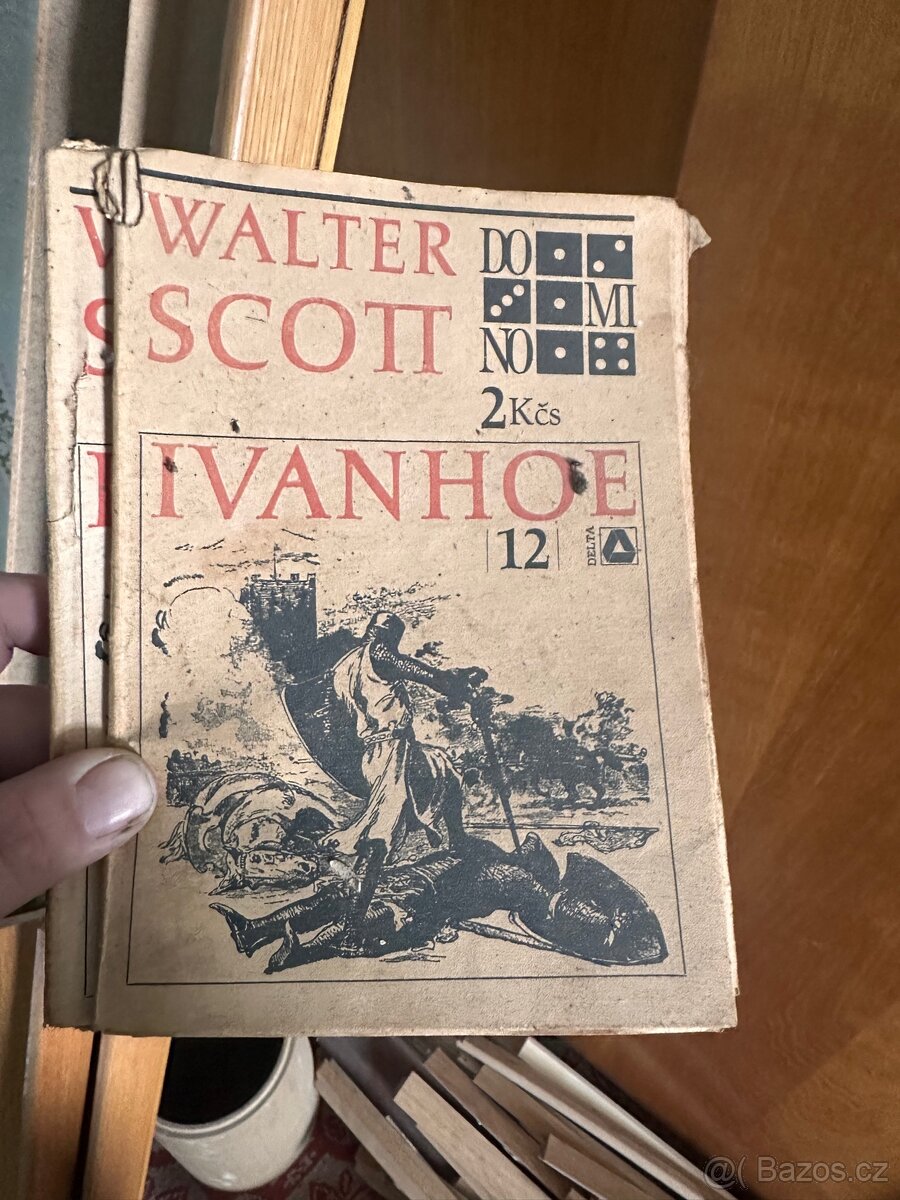 WALTER
SCOTT
DO
MI
NO
2Kčs
IVANHOE
12
DELTA
@( Bazos.cz